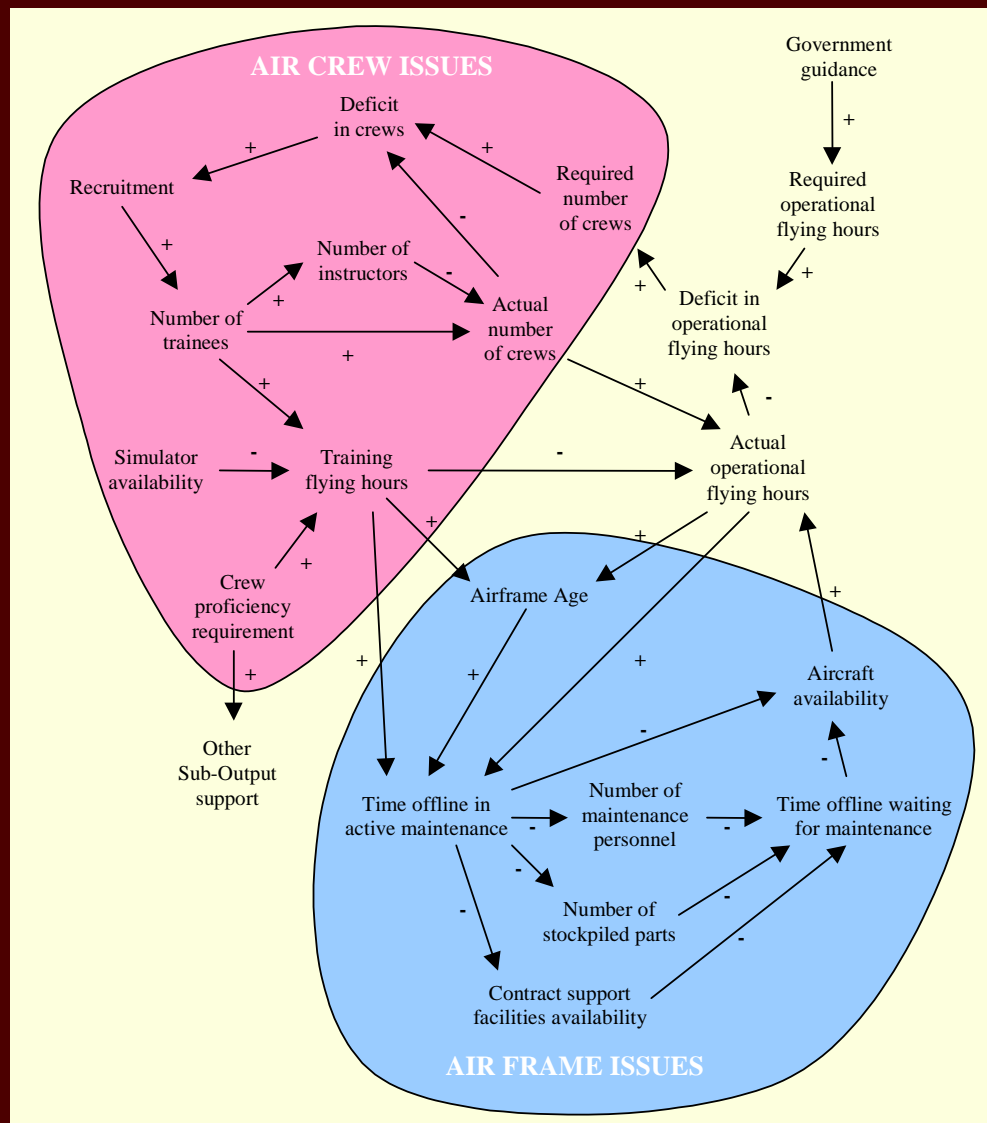 AIR CREW ISSUES
Government
guidance
+
Deficit
in crews
+
+
Recruitment
Required
number
of crews
Required
operational
flying hours
-
+
+
Number of
instructors
-
+
Deficit in
operational
flying hours
+
Number of
trainees
+
Actual
number
of crews
+
+
+
-
Simulator
availability
-
Training
flying hours
-
Actual
operational
flying hours
+
+
+
Crew
proficiency
requirement
Airframe Age
+
+
+
+
+
Aircraft
availability
Other
Sub-Output
support
-
-
Time offline in
active maintenance
-
Number of
maintenance
personnel
-
Time offline waiting
for maintenance
-
-
-
Number of
stockpiled parts
-
Contract support
facilities availability
AIR FRAME ISSUES